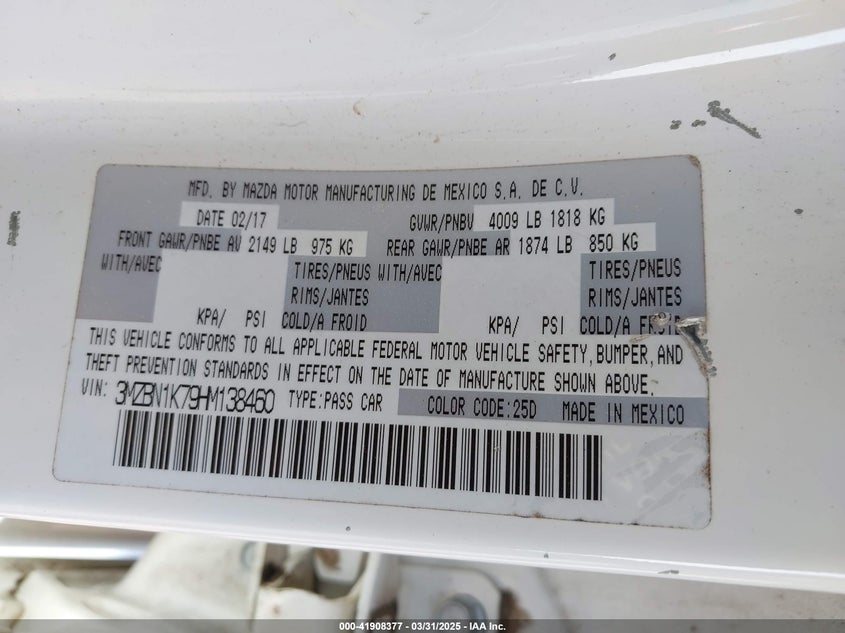 MFD. BY MAZDA MOTOR MANUFACTURING DE MEXICO S.A. DE C.V.
DATE 02/17 GVWR/PNBV 4009 LB 1818 KG
FRONT GAWR/PNBE AV 2149 LB 975 KG REAR GAWR/PNBE AR 1874 LB 850 KG
WITH/AVEC TIRES/PNEUS WITH/AVEC TIRES/PNEUS
RIMS/JANTES RIMS/JANTES
KPA/ PSI COLD/A FROID KPA/ PSI COLD/A FROID
THIS VEHICLE CONFORMS TO ALL APPLICABLE FEDERAL MOTOR VEHICLE SAFETY, BUMPER, AND
THEFT PREVENTION STANDARDS IN EFFECT ON THE DATE OF MANUFACTURE SHOWN ABOVE.
VIN: 3MZBN1K79HM138460 TYPE:PASS CAR COLOR CODE:25D MADE IN MEXICO
000-41908377 - 03/31/2025 - © IAA, Inc.